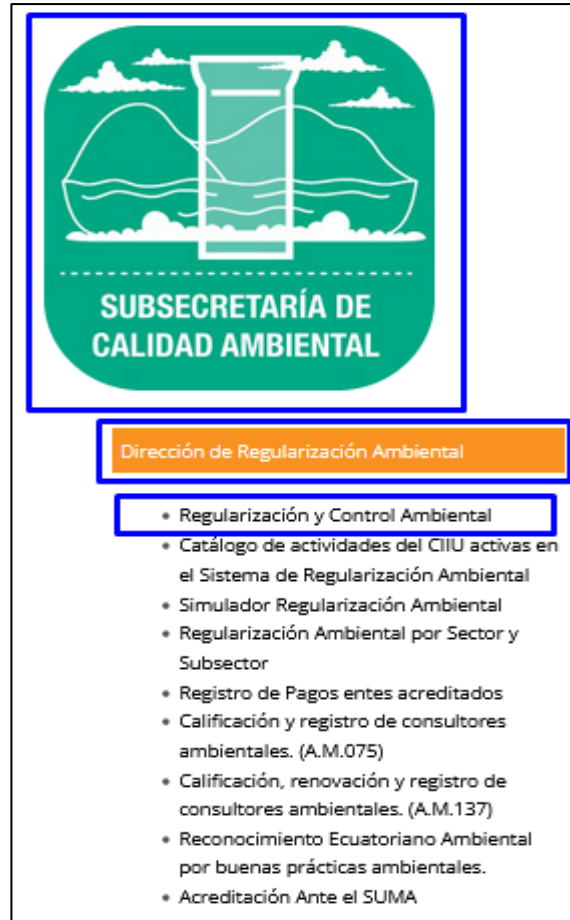 SUBSECRETARÍA DE
CALIDAD AMBIENTAL
Dirección de Regularización Ambiental
• Regularización y Control Ambiental
• Catálogo de actividades del CIIU activas en
el Sistema de Regularización Ambiental
• Simulador Regularización Ambiental
• Regularización Ambiental por Sector y
Subsector
• Registro de Pagos entes acreditados
• Calificación y registro de consultores
ambientales. (A.M.075)
• Calificación, renovación y registro de
consultores ambientales. (A.M.137)
• Reconocimiento Ecuatoriano Ambiental
por buenas prácticas ambientales.
• Acreditación Ante el SUMA